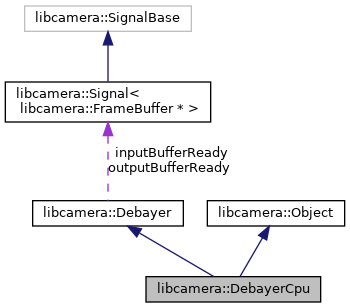 libcamera::SignalBase
libcamera::Signal<
libcamera::FrameBuffer * >
inputBufferReady
outputBufferReady
libcamera::Debayer
libcamera::Object
libcamera::DebayerCpu